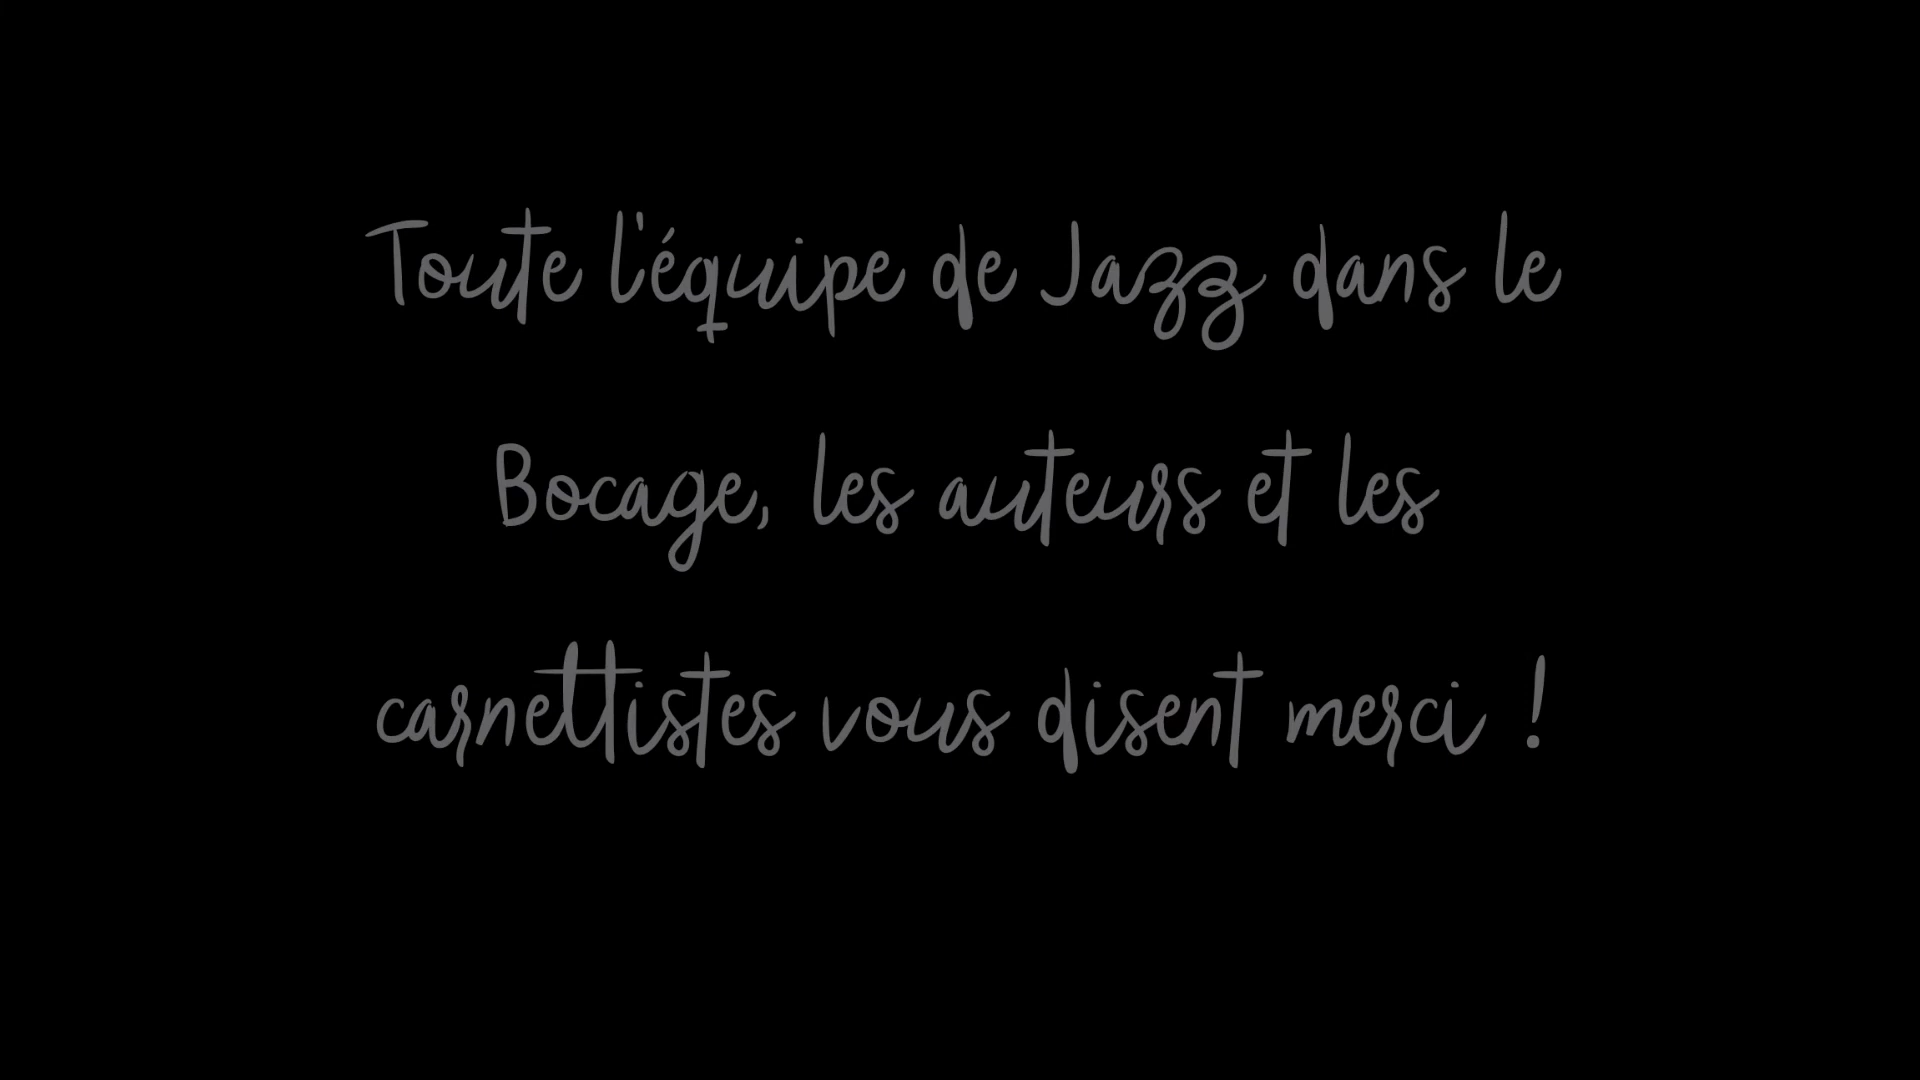 Toute l'équipe de Jazz dans le
Bocage, les auteurs et les
carnettistes vous disent merci !